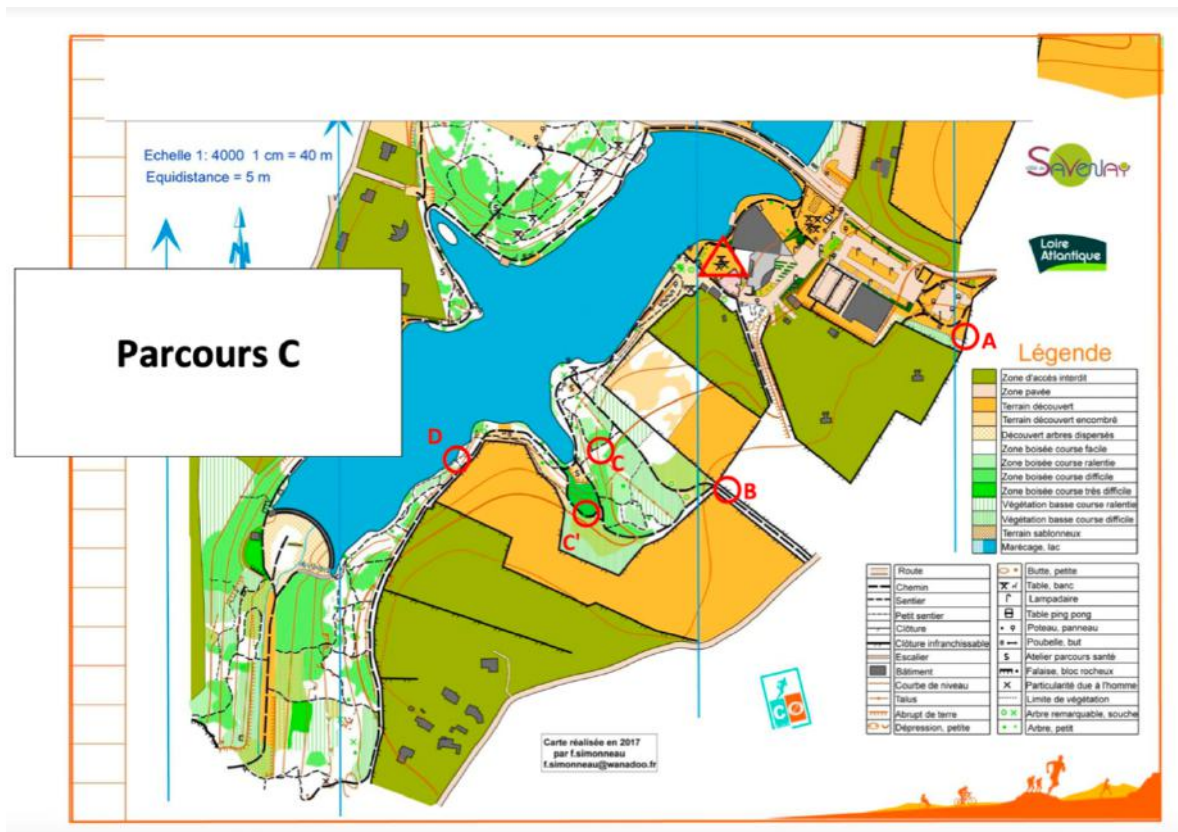 Echelle 1: 4000 1 cm = 40 m
Equidistance = 5 m
Parcours C
SAVENAY
Loire
Atlantique
A
B
C
C'
D
Légende
Zone d'accès interdit
Zone pavée
Terrain découvert
Terrain découvert encombré
Découvert arbres dispersés
Zone boisée course facile
Zone boisée course ralentie
Zone boisée course difficile
Zone boisée course très difficile
Végétation basse course ralentie
Végétation basse course difficile
Terrain sablonneux
Marécage, lac
Route
Chemin
Sentier
Petit sentier
Clôture
Clôture infranchissable
Escalier
Bâtiment
Courbe de niveau
Talus
Abrupt de terre
Dépression, petite
Butte, petite
Table, banc
Lampadaire
Table ping pong
Poteau, panneau
Poubelle, but
S Atelier parcours santé
Falaise, bloc rocheux
Particularité due à l'homme
Limite de végétation
Arbre remarquable, souche
Arbre, petit
CO
Carte réalisée en 2017
par f.simonneau
f.simonneau@wanadoo.fr